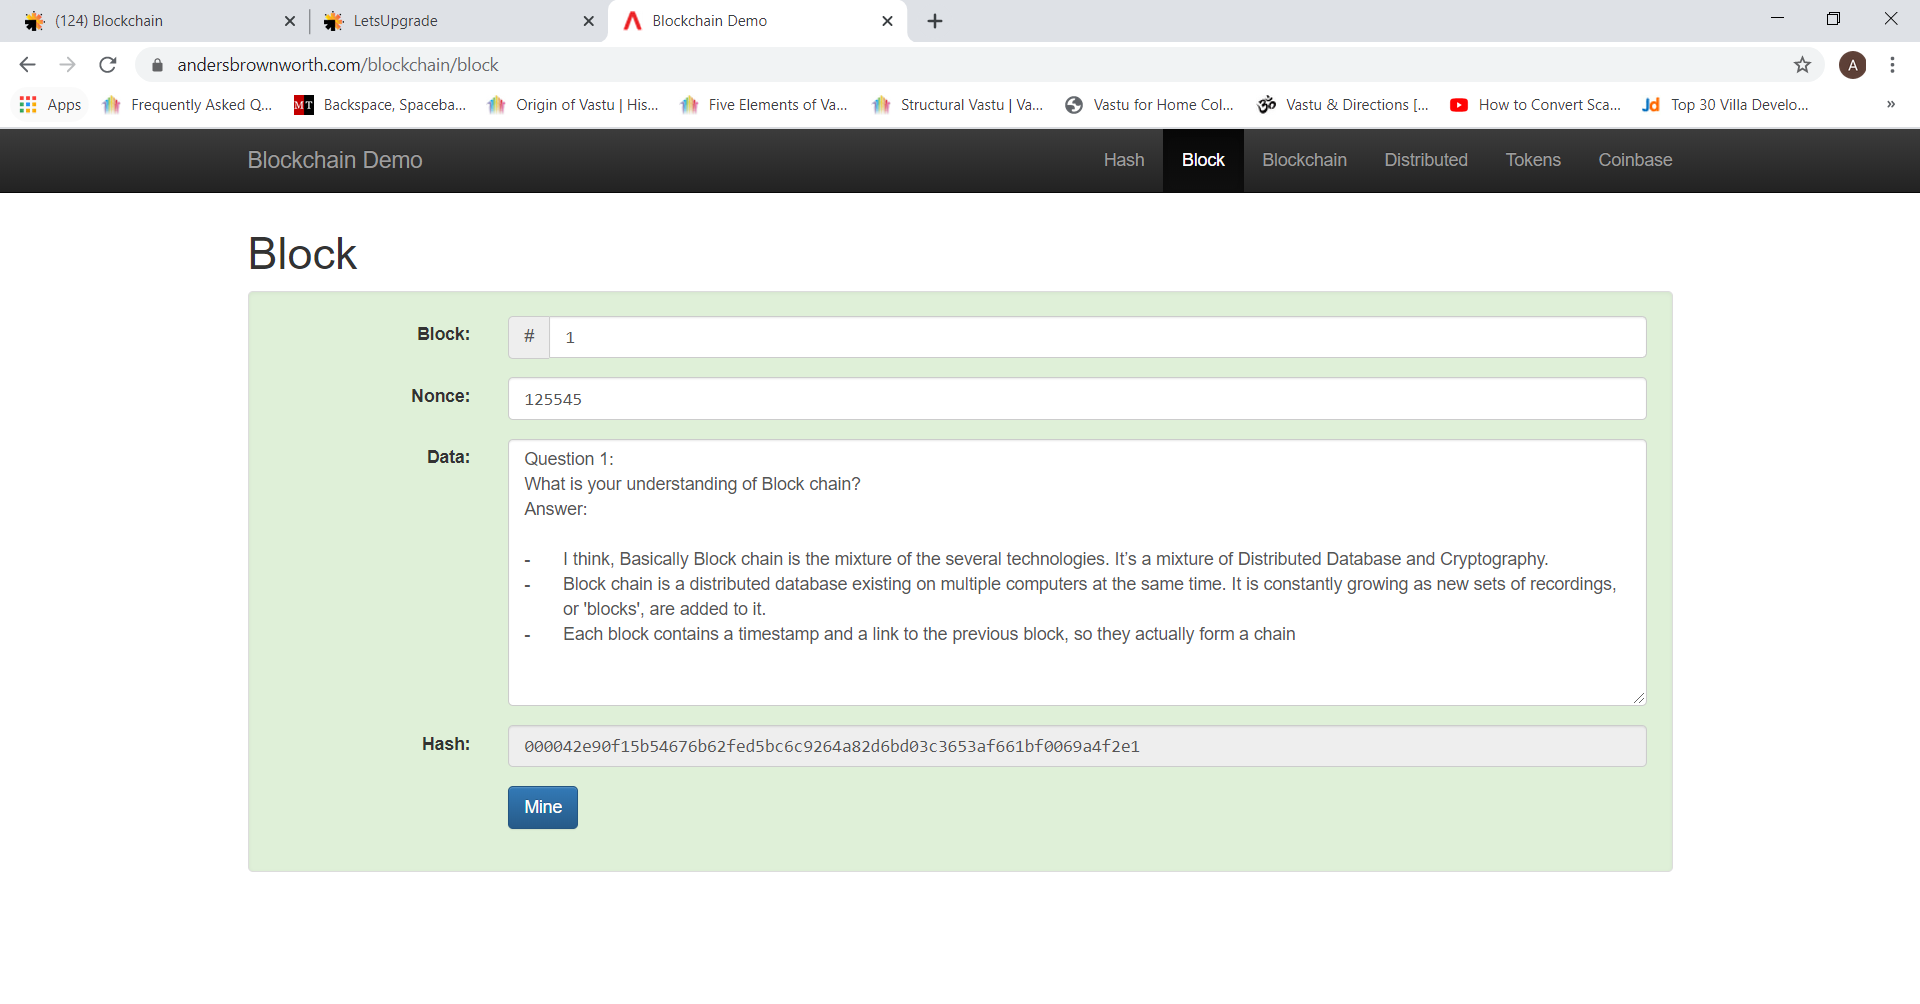 (124) Blockchain
LetsUpgrade
Blockchain Demo
andersbrownworth.com/blockchain/block
A
Apps
Frequently Asked Q...
MT
Backspace, Spaceba...
Origin of Vastu | His...
Five Elements of Va...
Structural Vastu | Va...
Vastu for Home Col...
ॐ
Vastu & Directions [...
How to Convert Sca...
Jd
Top 30 Villa Develo...
»
Blockchain Demo
Hash
Block
Blockchain
Distributed
Tokens
Coinbase
Block
Block:
# 1
Nonce:
125545
Data:
Question 1:
What is your understanding of Block chain?
Answer:
- I think, Basically Block chain is the mixture of the several technologies. It’s a mixture of Distributed Database and Cryptography.
- Block chain is a distributed database existing on multiple computers at the same time. It is constantly growing as new sets of recordings,
or 'blocks', are added to it.
- Each block contains a timestamp and a link to the previous block, so they actually form a chain
Hash:
000042e90f15b54676b62fed5bc6c9264a82d6bd03c3653af661bf0069a4f2e1
Mine